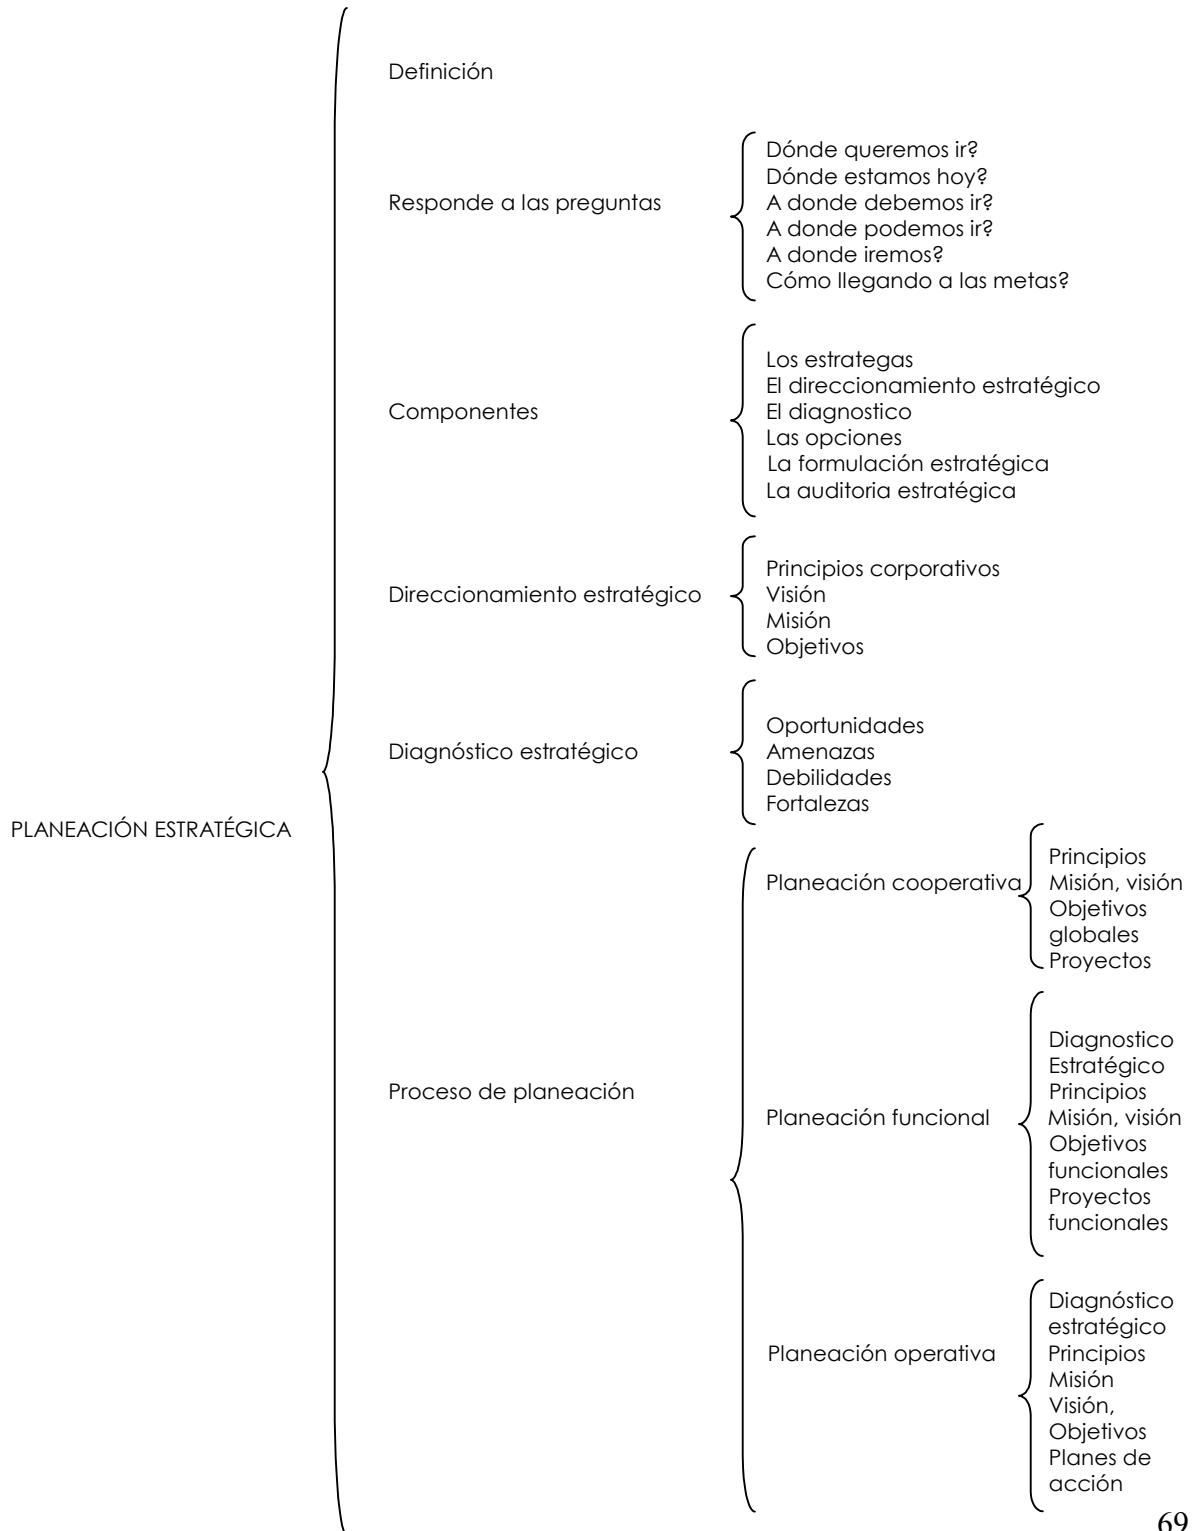 Definición
Responde a las preguntas
Dónde queremos ir?
Dónde estamos hoy?
A donde debemos ir?
A donde podemos ir?
A donde iremos?
Cómo llegando a las metas?
Componentes
Los estrategas
El direccionamiento estratégico
El diagnostico
Las opciones
La formulación estratégica
La auditoria estratégica
Direccionamiento estratégico
Principios corporativos
Visión
Misión
Objetivos
Diagnóstico estratégico
Oportunidades
Amenazas
Debilidades
Fortalezas
PLANEACIÓN ESTRATÉGICA
Proceso de planeación
Planeación cooperativa
Principios
Misión, visión
Objetivos
globales
Proyectos
Planeación funcional
Diagnostico
Estratégico
Principios
Misión, visión
Objetivos
funcionales
Proyectos
funcionales
Planeación operativa
Diagnóstico
estratégico
Principios
Misión
Visión,
Objetivos
Planes de
acción
69